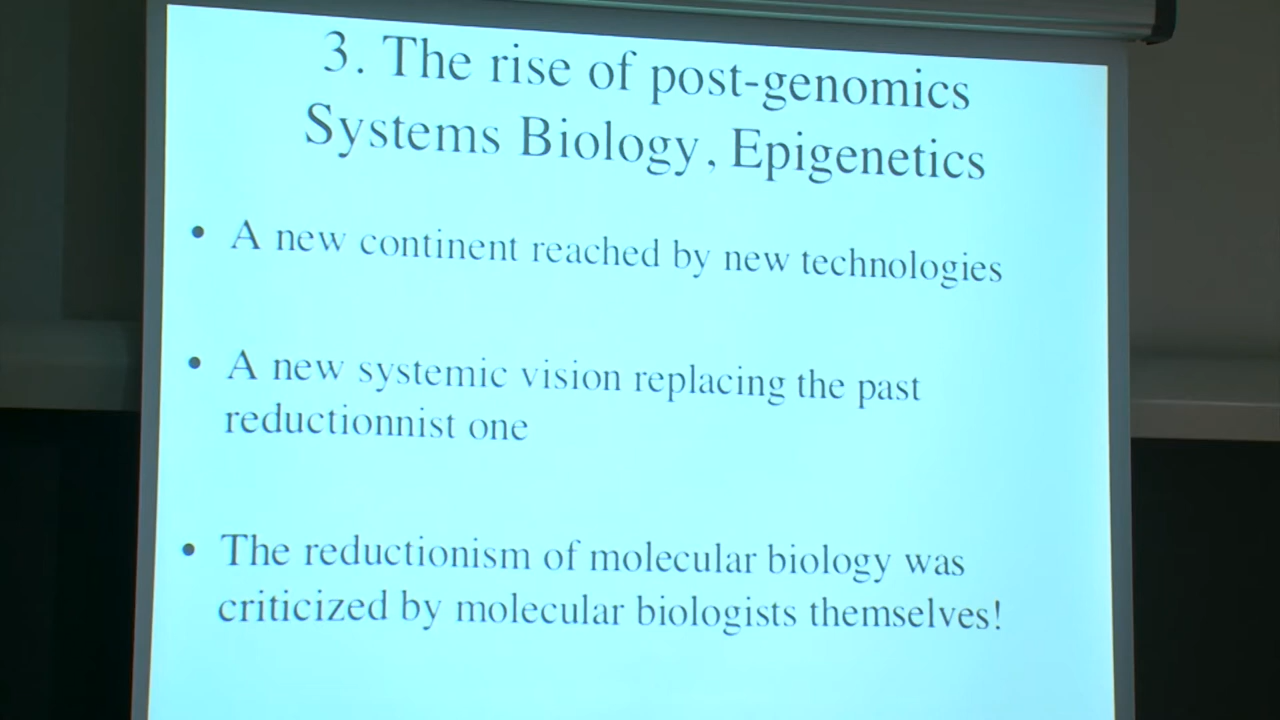 3. The rise of post-genomics
Systems Biology, Epigenetics
• A new continent reached by new technologies
• A new systemic vision replacing the past
reductionnist one
• The reductionism of molecular biology was
criticized by molecular biologists themselves!